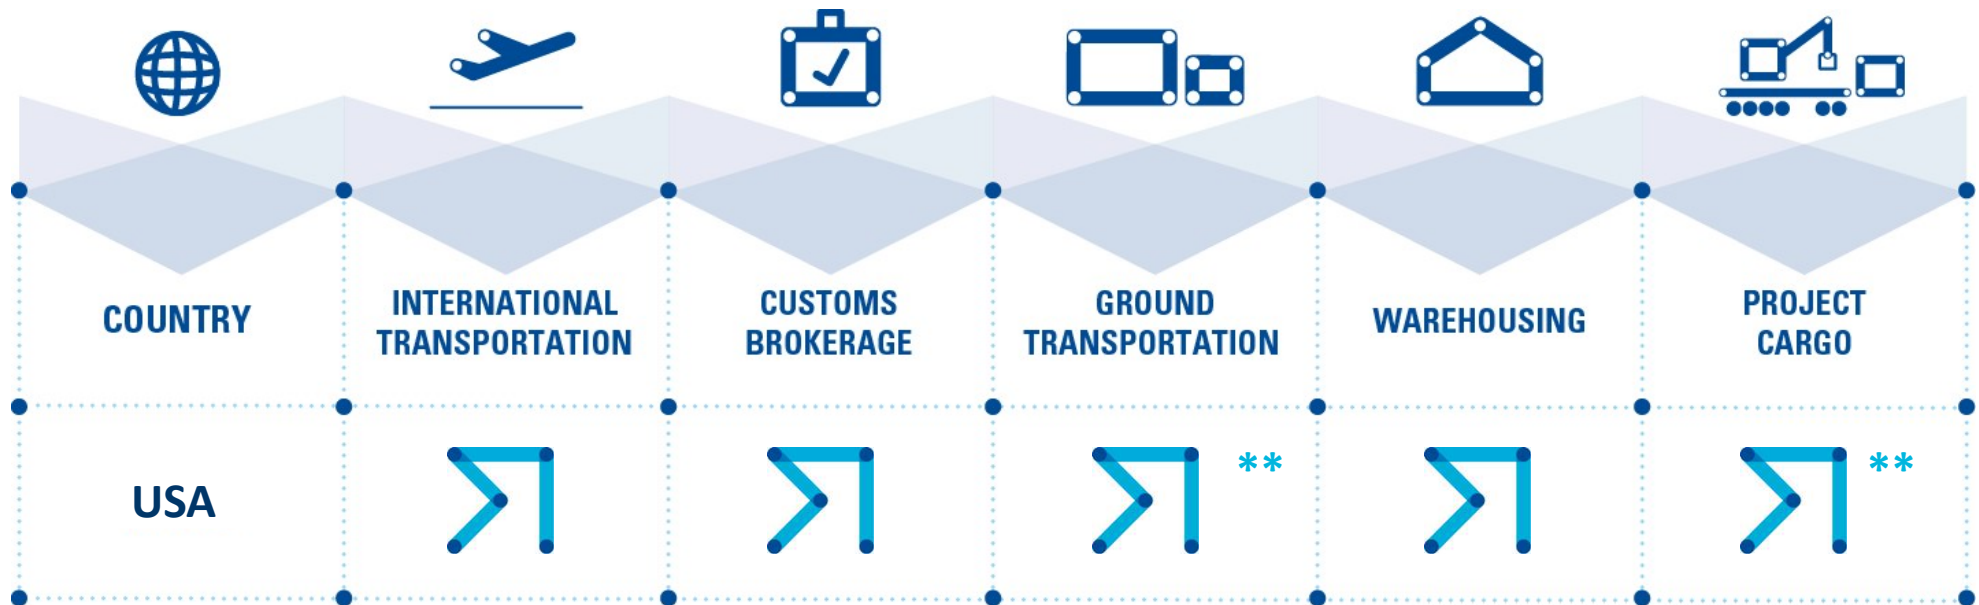 COUNTRY
INTERNATIONAL
TRANSPORTATION
CUSTOMS
BROKERAGE
GROUND
TRANSPORTATION
WAREHOUSING
PROJECT
CARGO
USA
**
**